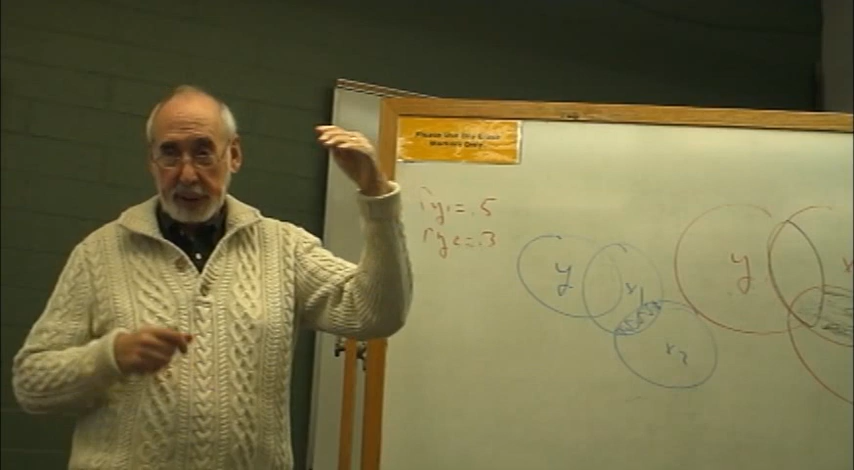 Please Use Dry Erase
Markers Only.
ry1 = .5
ry2 = .3
y
x1
x2
y
x